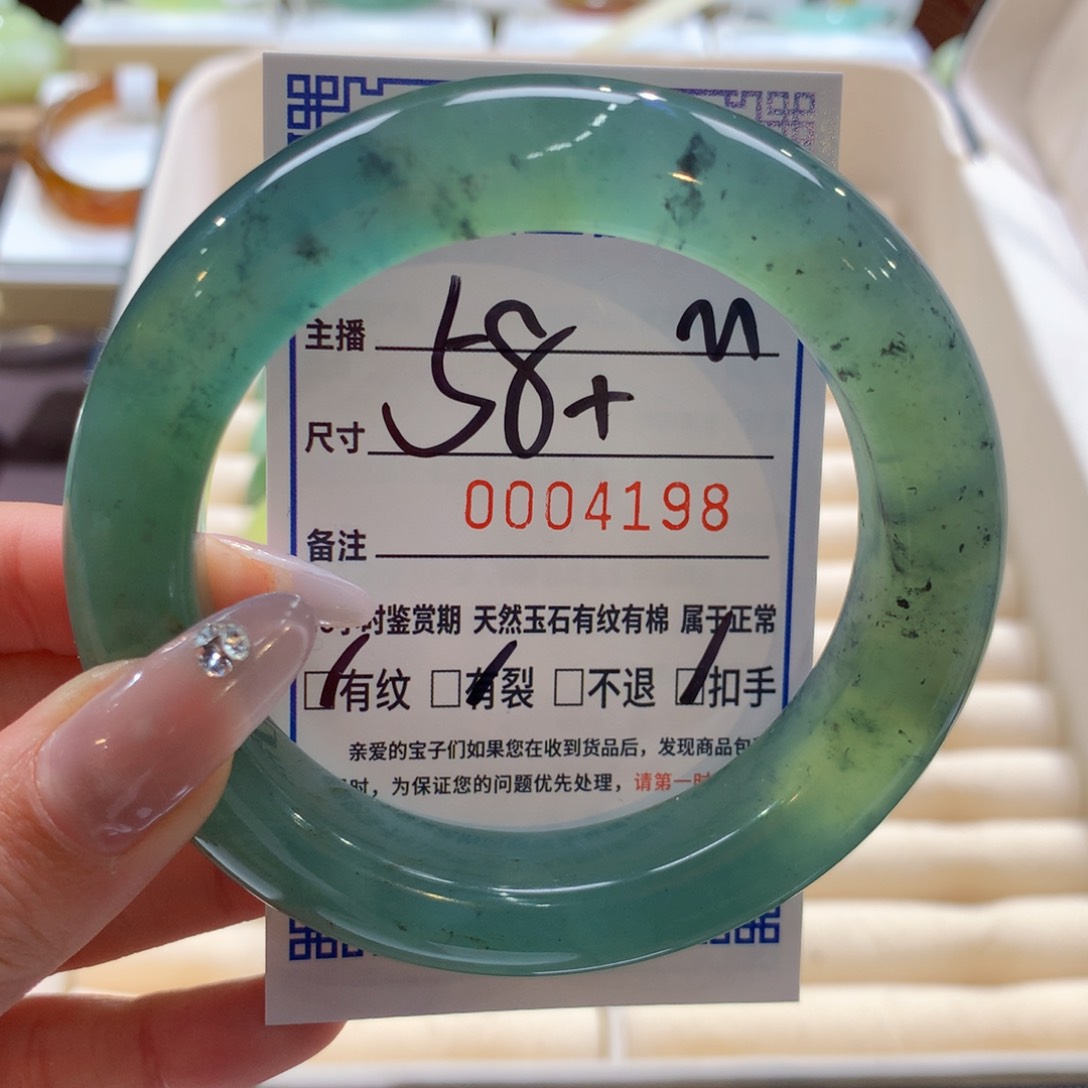 主播 n
尺寸 58+
0004198
备注
时鉴赏期 天然玉石有纹有棉 属于正常
□有纹 □有裂 □不退 □扣手
亲爱的宝子们如果您在收到货品后，发现商品包
时，为保证您的问题优先处理，请第一时